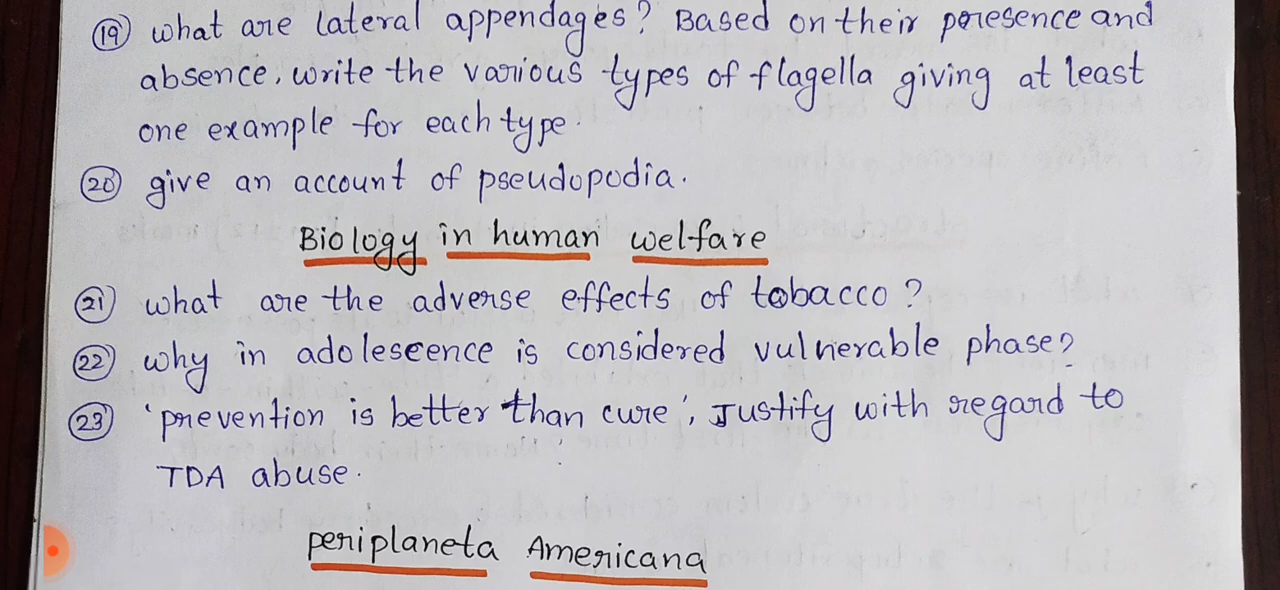 (19) what are lateral appendages? Based on their presence and
absence, write the various types of flagella giving at least
one example for each type.
(20) give an account of pseudopodia.
Biology in human welfare
(21) what are the adverse effects of tobacco?
(22) why in adolescence is considered vulnerable phase?
(23) 'prevention is better than cure', Justify with regard to
TDA abuse.
periplaneta Americana